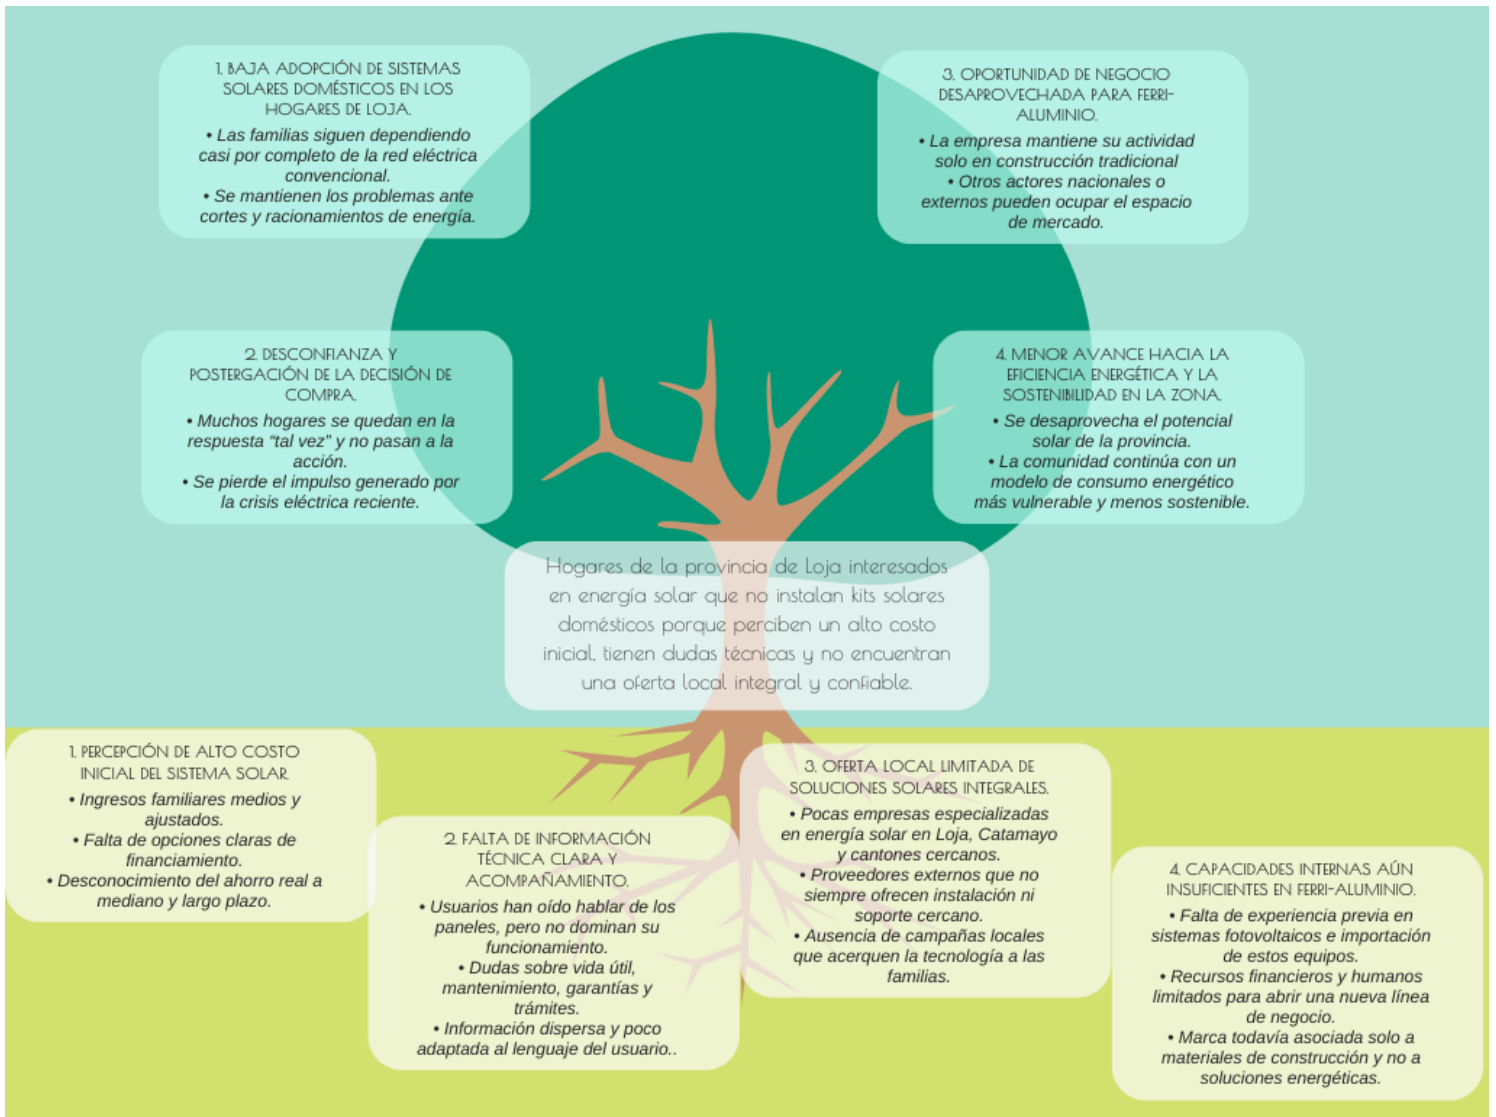 1. BAJA ADOPCIÓN DE SISTEMAS
SOLARES DOMÉSTICOS EN LOS
HOGARES DE LOJA.
• Las familias siguen dependiendo
casi por completo de la red eléctrica
convencional.
• Se mantienen los problemas ante
cortes y racionamientos de energía.
3. OPORTUNIDAD DE NEGOCIO
DESAPROVECHADA PARA FERRI-
ALUMINIO.
• La empresa mantiene su actividad
solo en construcción tradicional
• Otros actores nacionales o
externos pueden ocupar el espacio
de mercado.
2. DESCONFIANZA Y
POSTERGACIÓN DE LA DECISIÓN DE
COMPRA.
• Muchos hogares se quedan en la
respuesta “tal vez” y no pasan a la
acción.
• Se pierde el impulso generado por
la crisis eléctrica reciente.
4. MENOR AVANCE HACIA LA
EFICIENCIA ENERGÉTICA Y LA
SOSTENIBILIDAD EN LA ZONA.
• Se desaprovecha el potencial
solar de la provincia.
• La comunidad continúa con un
modelo de consumo energético
más vulnerable y menos sostenible.
Hogares de la provincia de Loja interesados
en energía solar que no instalan kits solares
domésticos porque perciben un alto costo
inicial, tienen dudas técnicas y no encuentran
una oferta local integral y confiable.
1. PERCEPCIÓN DE ALTO COSTO
INICIAL DEL SISTEMA SOLAR.
• Ingresos familiares medios y
ajustados.
• Falta de opciones claras de
financiamiento.
• Desconocimiento del ahorro real a
mediano y largo plazo.
2. FALTA DE INFORMACIÓN
TÉCNICA CLARA Y
ACOMPAÑAMIENTO.
• Usuarios han oído hablar de los
paneles, pero no dominan su
funcionamiento.
• Dudas sobre vida útil,
mantenimiento, garantías y
trámites.
• Información dispersa y poco
adaptada al lenguaje del usuario..
3. OFERTA LOCAL LIMITADA DE
SOLUCIONES SOLARES INTEGRALES.
• Pocas empresas especializadas
en energía solar en Loja, Catamayo
y cantones cercanos.
• Proveedores externos que no
siempre ofrecen instalación ni
soporte cercano.
• Ausencia de campañas locales
que acerquen la tecnología a las
familias.
4. CAPACIDADES INTERNAS AÚN
INSUFICIENTES EN FERRI-ALUMINIO.
• Falta de experiencia previa en
sistemas fotovoltaicos e importación
de estos equipos.
• Recursos financieros y humanos
limitados para abrir una nueva línea
de negocio.
• Marca todavía asociada solo a
materiales de construcción y no a
soluciones energéticas.